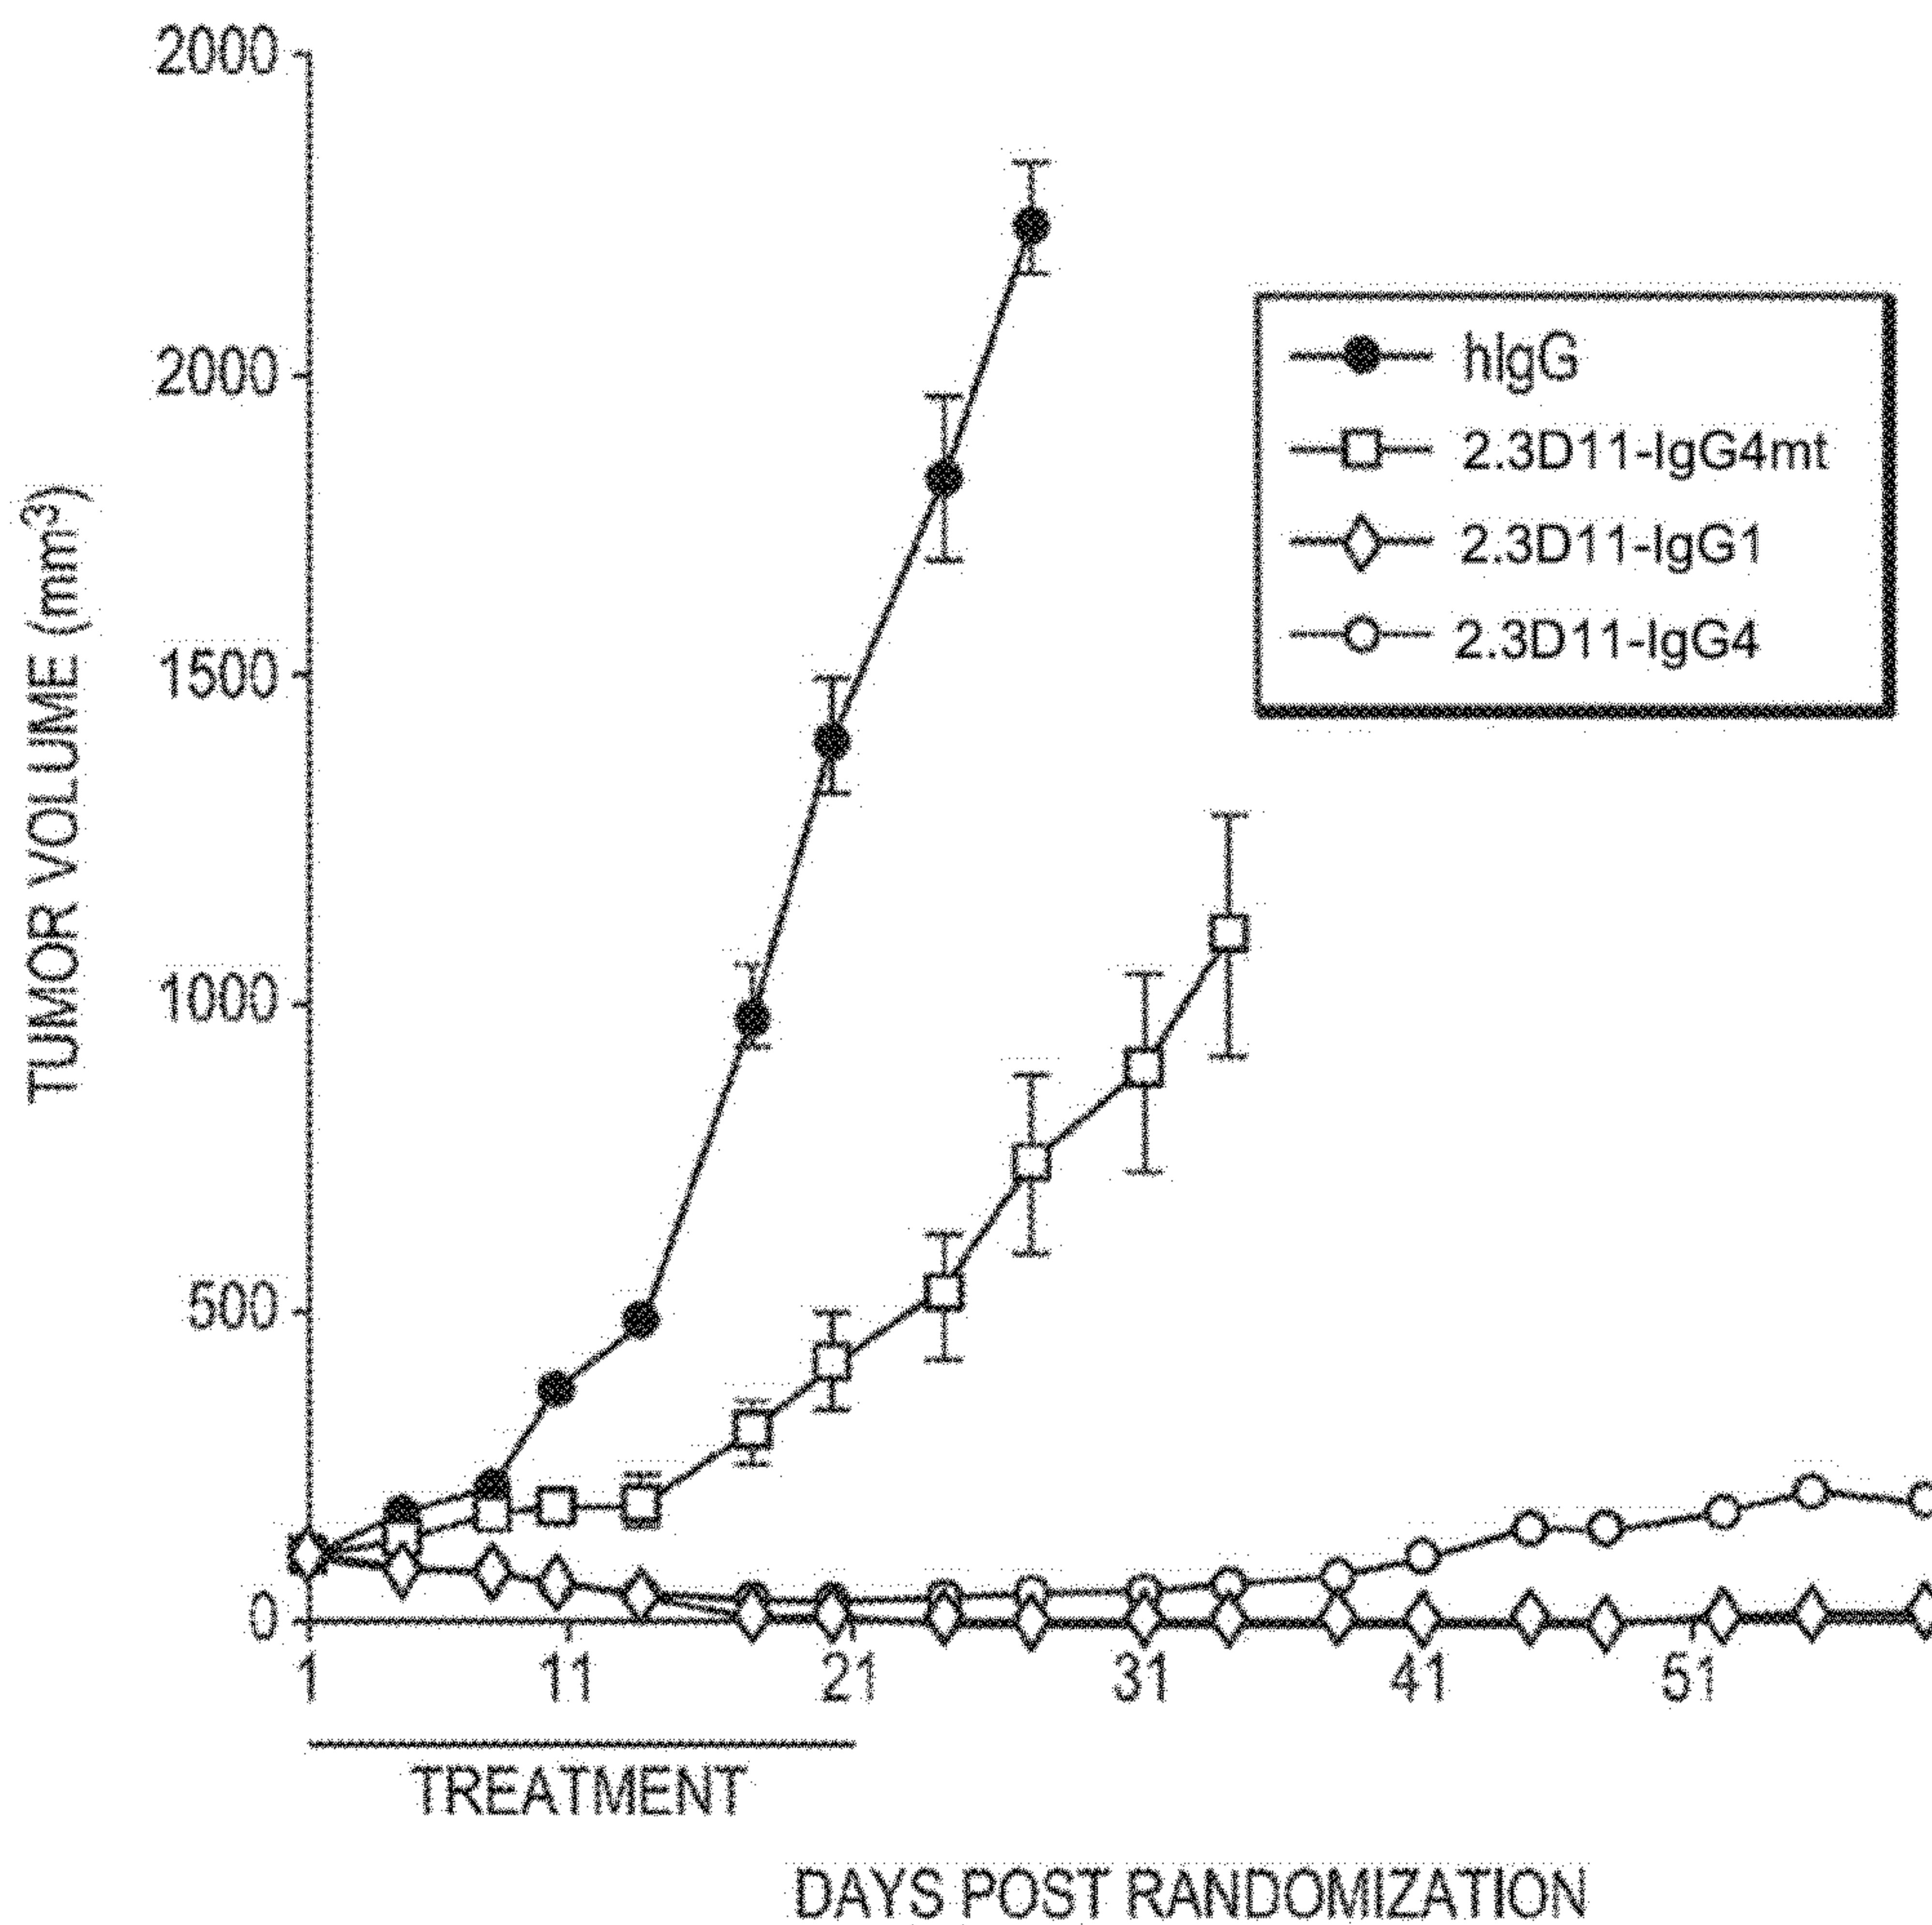 2000
2000
1500
1000
500
0
TUMOR VOLUME (mm³)
hIgG
2.3D11-IgG4mt
2.3D11-IgG1
2.3D11-IgG4
1 11 21 31 41 51
TREATMENT
DAYS POST RANDOMIZATION